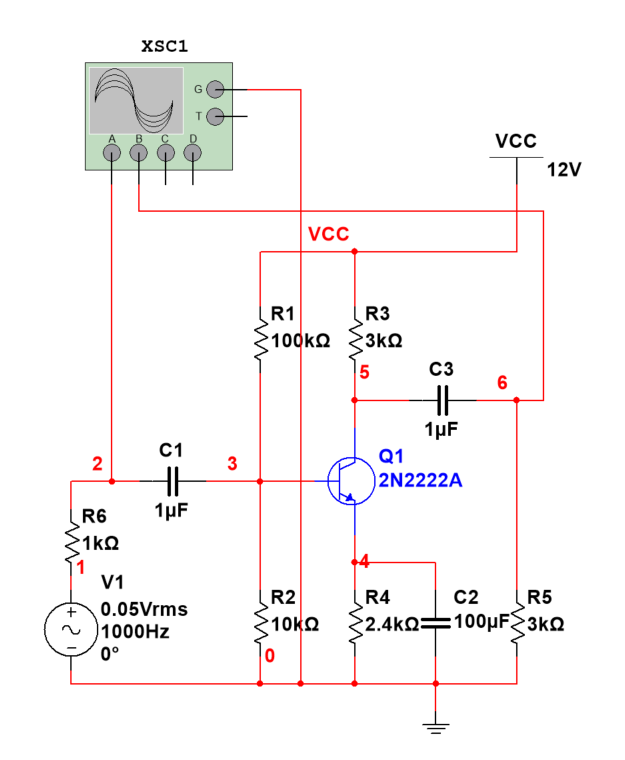 XSC1
G
T
A B C D
VCC
12V
VCC
R1
100kΩ
R3
3kΩ
5
C3
1µF
6
2
C1
1µF
3
Q1
2N2222A
R6
1kΩ
1
V1
0.05Vrms
1000Hz
0°
4
R2
10kΩ
0
R4
2.4kΩ
C2
100µF
R5
3kΩ